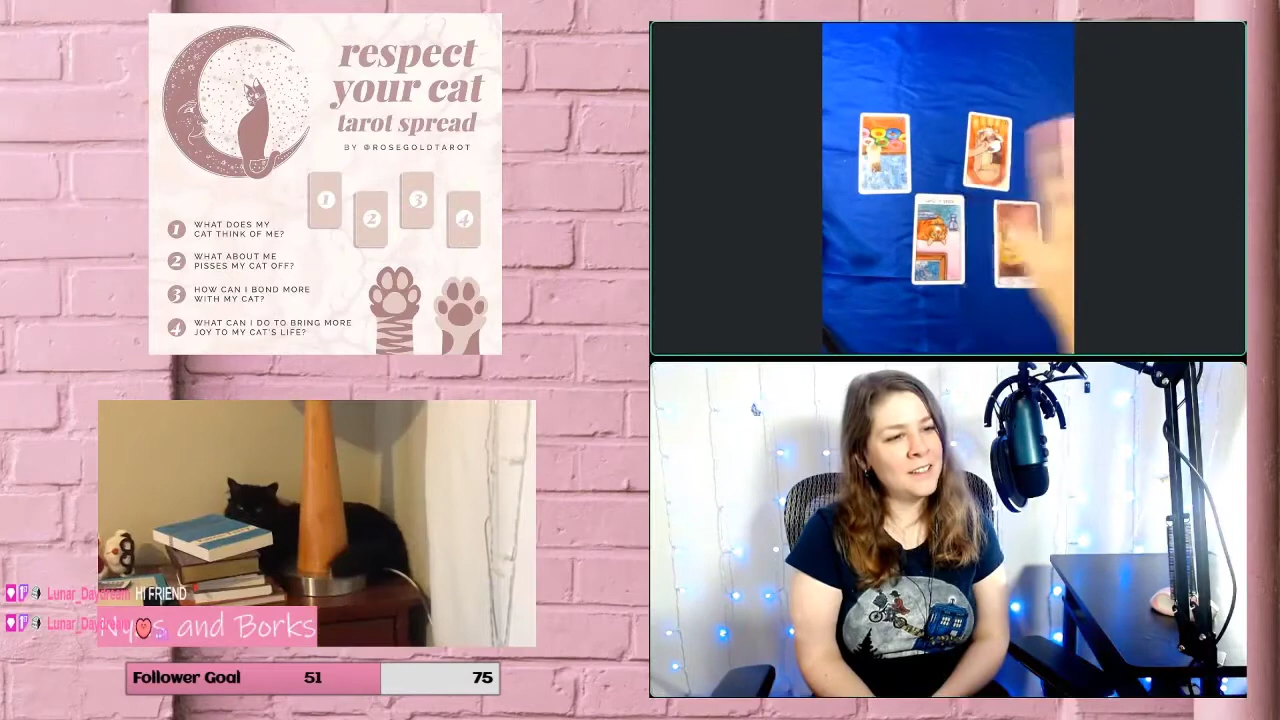 respect
your cat
tarot spread
BY @ROSEGOLDTAROT
1
2
3
4
1 WHAT DOES MY
CAT THINK OF ME?
2 WHAT ABOUT ME
PISSES MY CAT OFF?
3 HOW CAN I BOND MORE
WITH MY CAT?
4 WHAT CAN I DO TO BRING MORE
JOY TO MY CAT'S LIFE?
Lunar_Daydream HI FRIEND
Lunar_Daydream
and Borks
Follower Goal 51 75